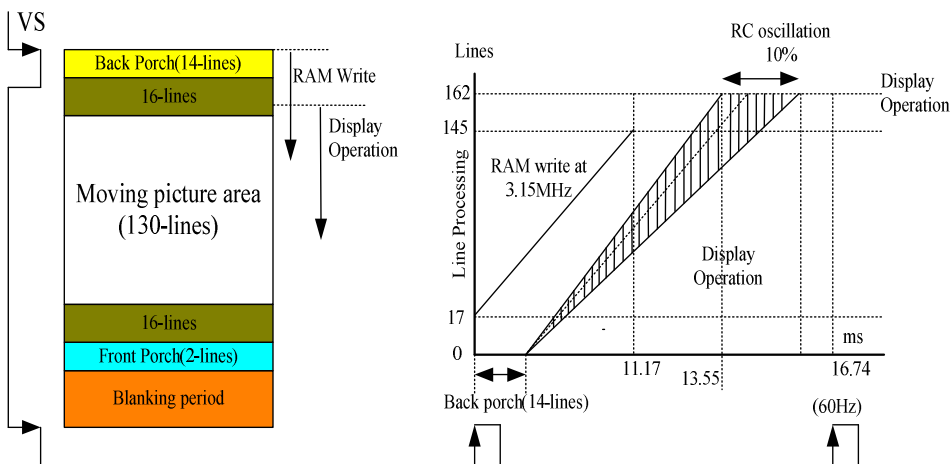 VS
Back Porch(14-lines)
16-lines
Moving picture area
(130-lines)
16-lines
Front Porch(2-lines)
Blanking period
RAM Write
Display
Operation
Lines
RC oscillation
10%
Display
Operation
162
145
RAM write at
3.15MHz
Line Processing
Display
Operation
17
0
ms
11.17
13.55
16.74
Back porch(14-lines)
(60Hz)